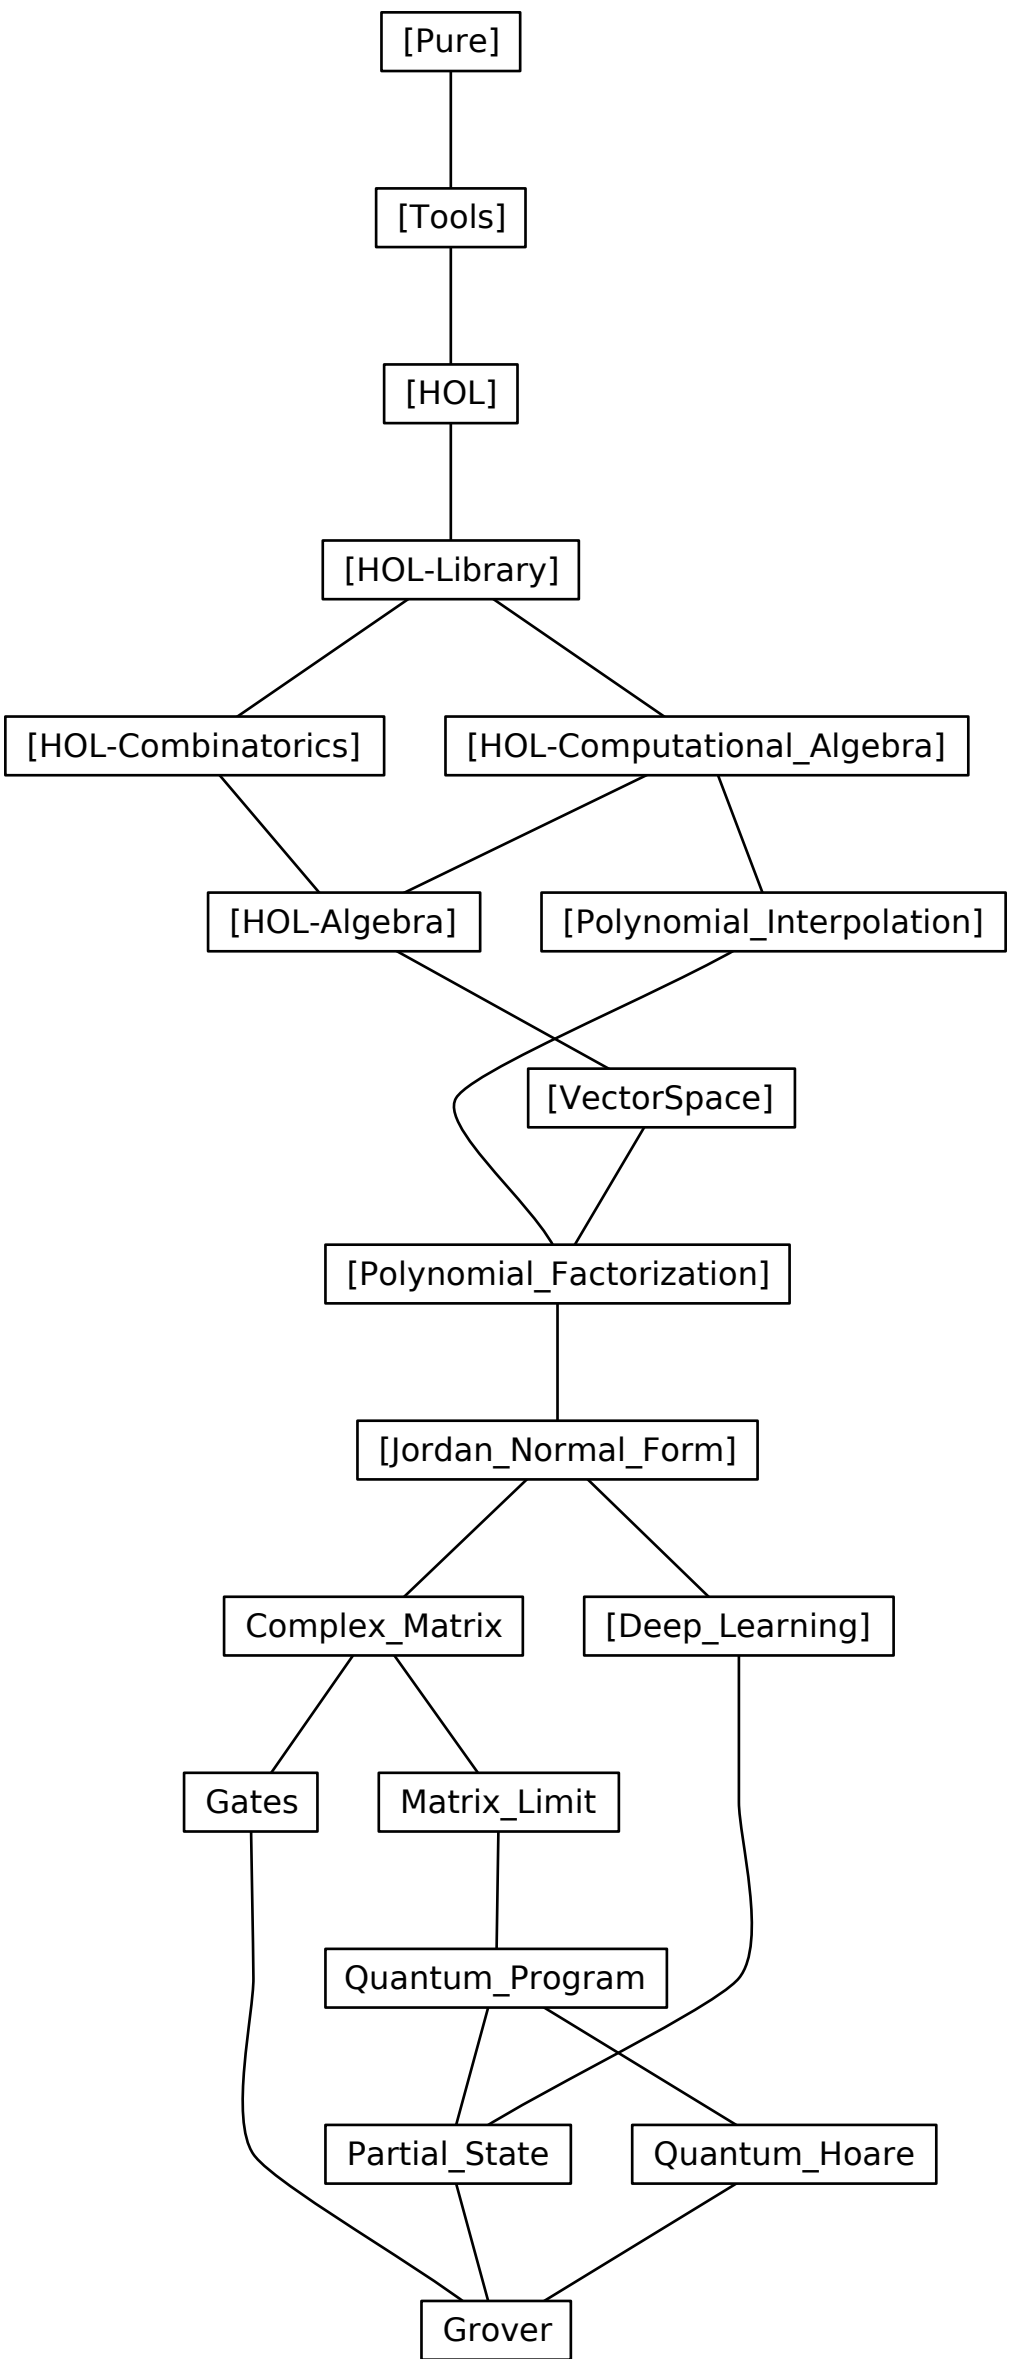 [Pure]
[Tools]
[HOL]
[HOL-Library]
[HOL-Combinatorics]
[HOL-Computational_Algebra]
[HOL-Algebra]
[Polynomial_Interpolation]
[VectorSpace]
[Polynomial_Factorization]
[Jordan_Normal_Form]
Complex_Matrix
[Deep_Learning]
Gates
Matrix_Limit
Quantum_Program
Partial_State
Quantum_Hoare
Grover